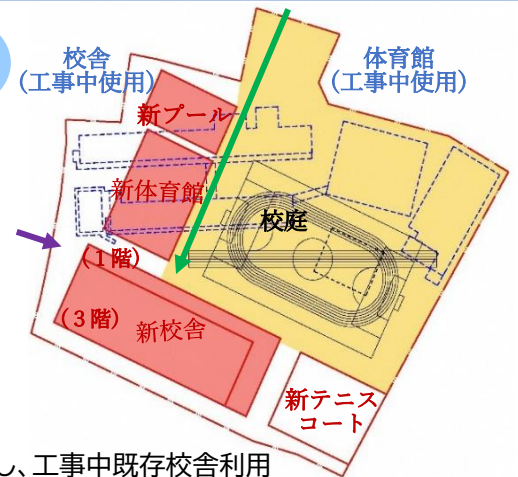 校舎
(工事中使用)
体育館
(工事中使用)
新プール
新体育館
校庭
(1階)
(3階)
新校舎
新テニス
コート
し、工事中既存校舎利用